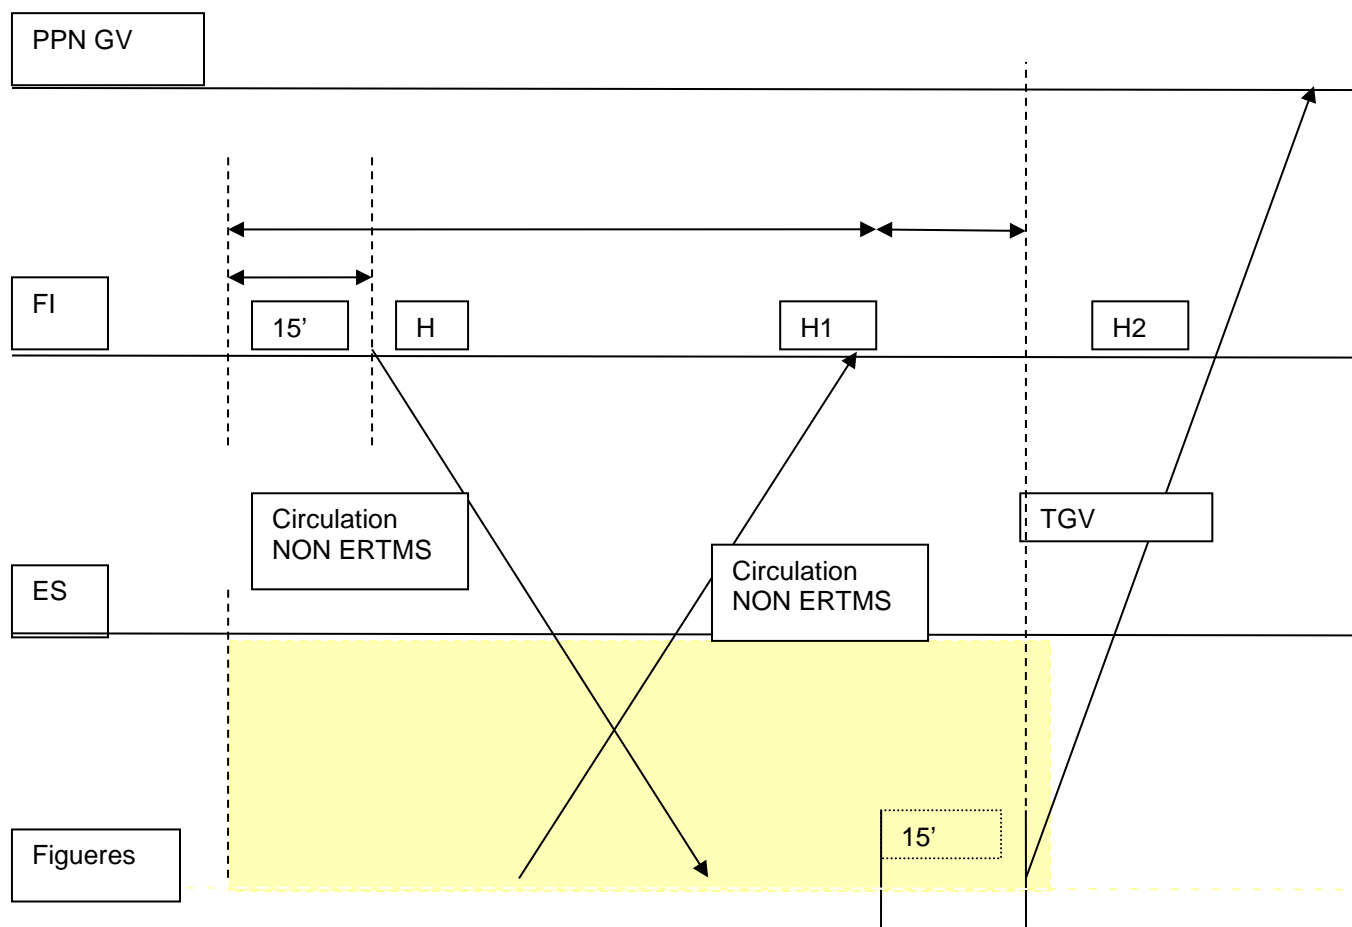 PPN GV
FI
15’
H
H1
H2
Circulation
NON ERTMS
TGV
Circulation
NON ERTMS
ES
15’
Figueres